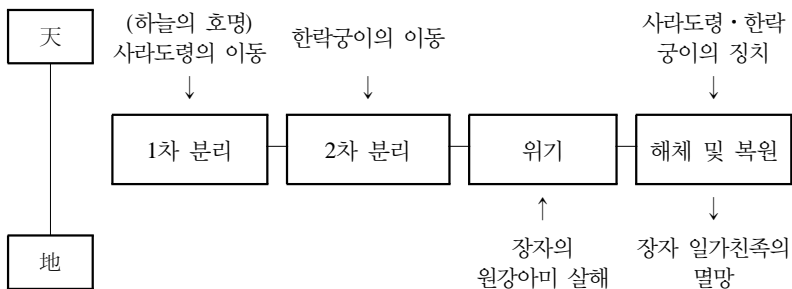 天
(하늘의 호명)
사라도령의 이동
한락궁이의 이동
사라도령·한락
궁이의 징치
↓
↓
↓
1차 분리
2차 분리
위기
해체 및 복원
↑
↓
地
장자의
원강아미 살해
장자 일가친족의
멸망